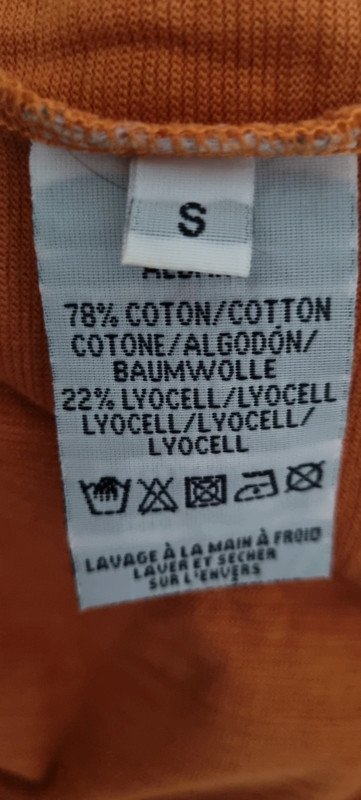 S
78% COTON/COTTON
COTONE/ALGODÓN/
BAUMWOLLE
22% LYOCELL/LYOCELL
LYOCELL/LYOCELL/
LYOCELL
LAVAGE À LA MAIN À FROID
LAVER ET SECHER
SUR L'ENVERS